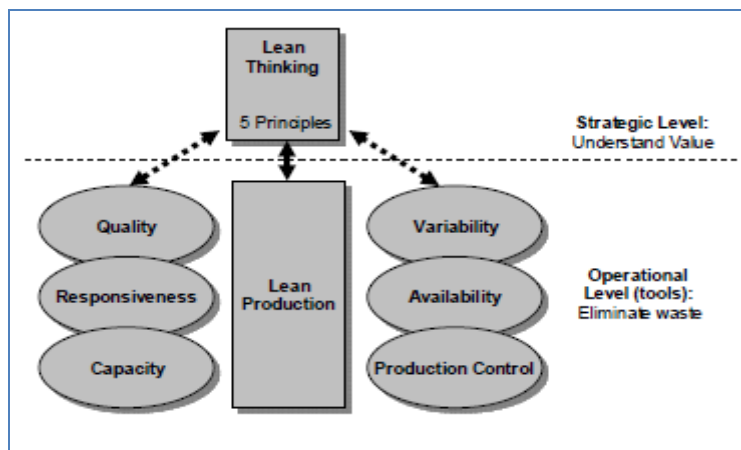 Lean
Thinking
5 Principles
Strategic Level:
Understand Value
Quality
Responsiveness
Capacity
Lean
Production
Variability
Availability
Production Control
Operational
Level (tools):
Eliminate waste